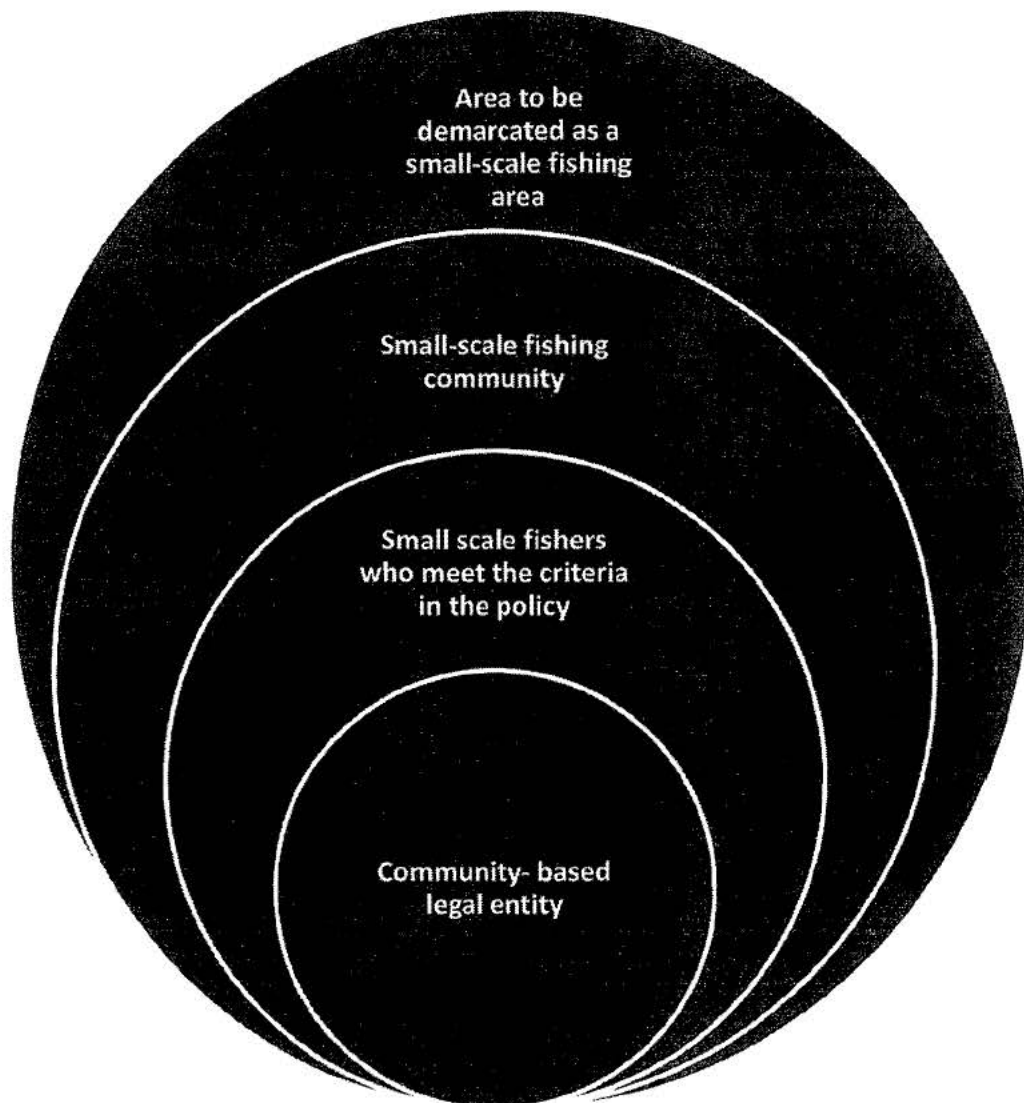 Area to be
demarcated as a
small-scale fishing
area
Small-scale fishing
community
Small scale fishers
who meet the criteria
in the policy
Community- based
legal entity